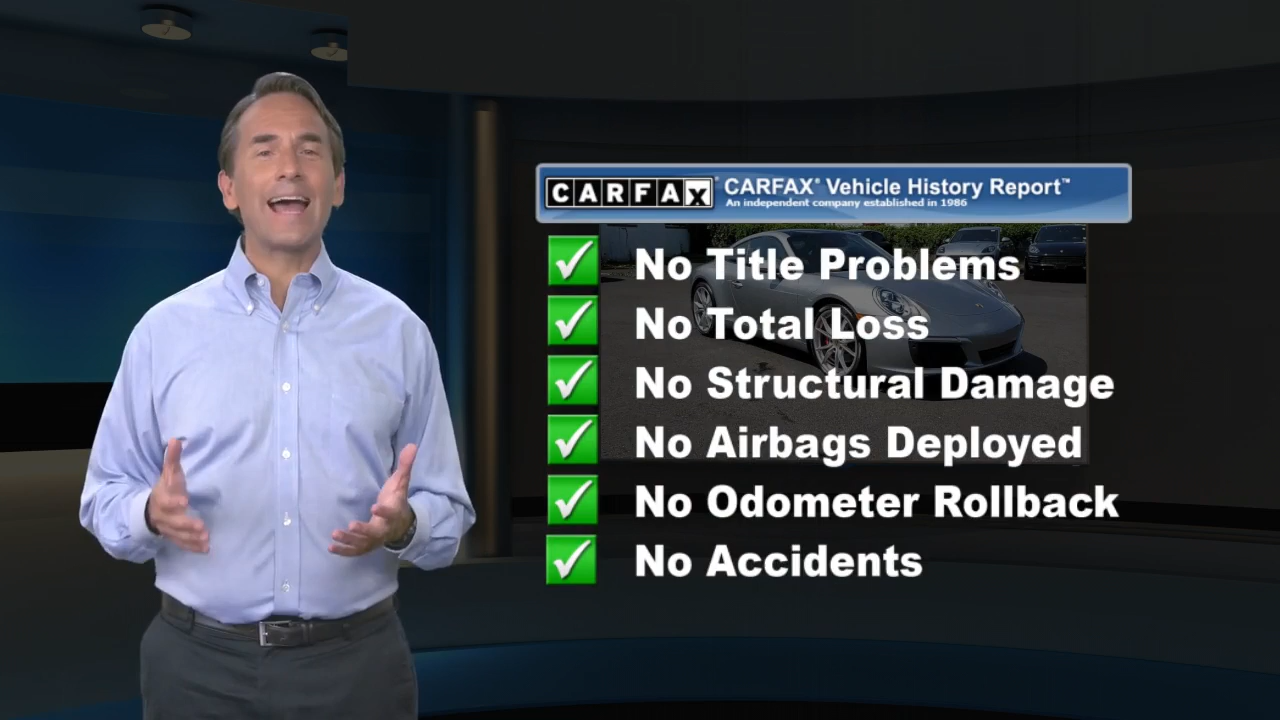 CARFAX® CARFAX® Vehicle History Report™
An independent company established in 1986
No Title Problems
No Total Loss
No Structural Damage
No Airbags Deployed
No Odometer Rollback
No Accidents